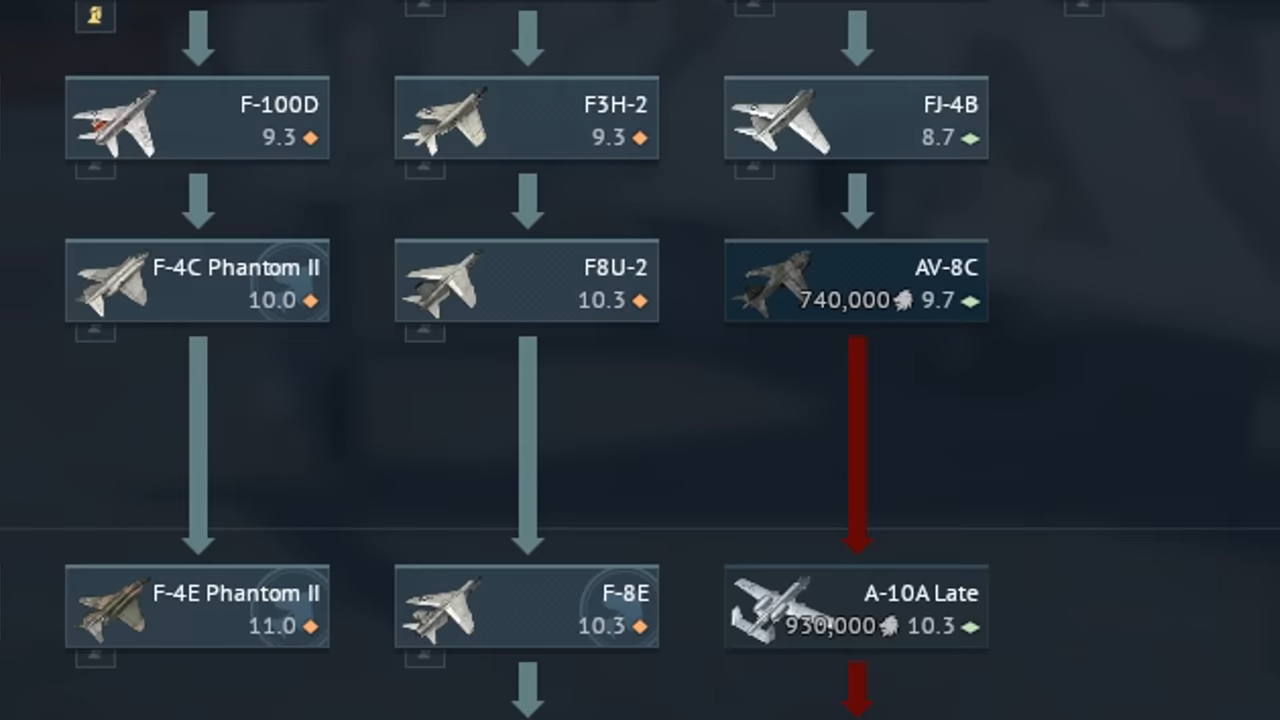 F-100D
9.3
F3H-2
9.3
FJ-4B
8.7
F-4C Phantom II
10.0
F8U-2
10.3
AV-8C
740,000 9.7
F-4E Phantom II
11.0
F-8E
10.3
A-10A Late
930,000 10.3